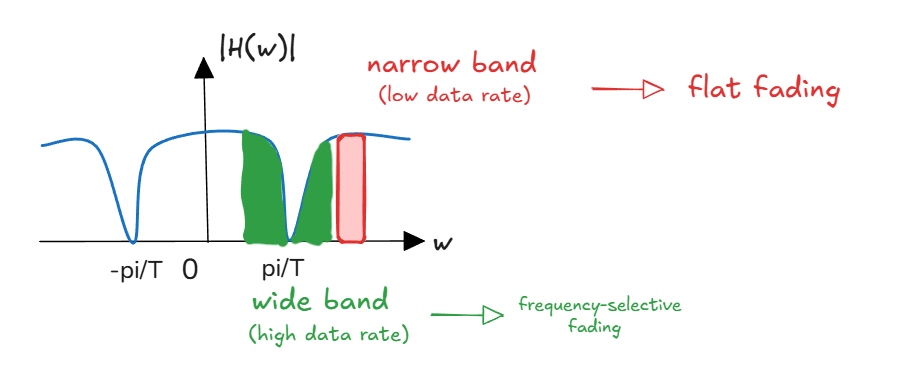 |H(w)|
narrow band
(low data rate)
flat fading
w
-pi/T
0
pi/T
wide band
(high data rate)
frequency-selective
fading